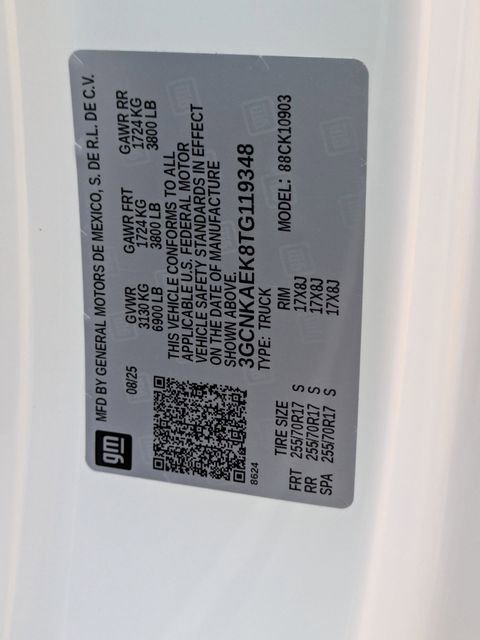 gm MFD BY GENERAL MOTORS DE MEXICO, S. DE R.L. DE C.V.
08/25 GVWR GAWR FRT GAWR RR
3130 KG 1724 KG 1724 KG
6900 LB 3800 LB 3800 LB
THIS VEHICLE CONFORMS TO ALL
APPLICABLE U.S. FEDERAL MOTOR
VEHICLE SAFETY STANDARDS IN EFFECT
ON THE DATE OF MANUFACTURE
SHOWN ABOVE.
3GCNKAEK8TG119348
8624 TYPE: TRUCK MODEL: 88CK10903
TIRE SIZE RIM
FRT 255/70R17 S 17X8J
RR 255/70R17 S 17X8J
SPA 255/70R17 S 17X8J